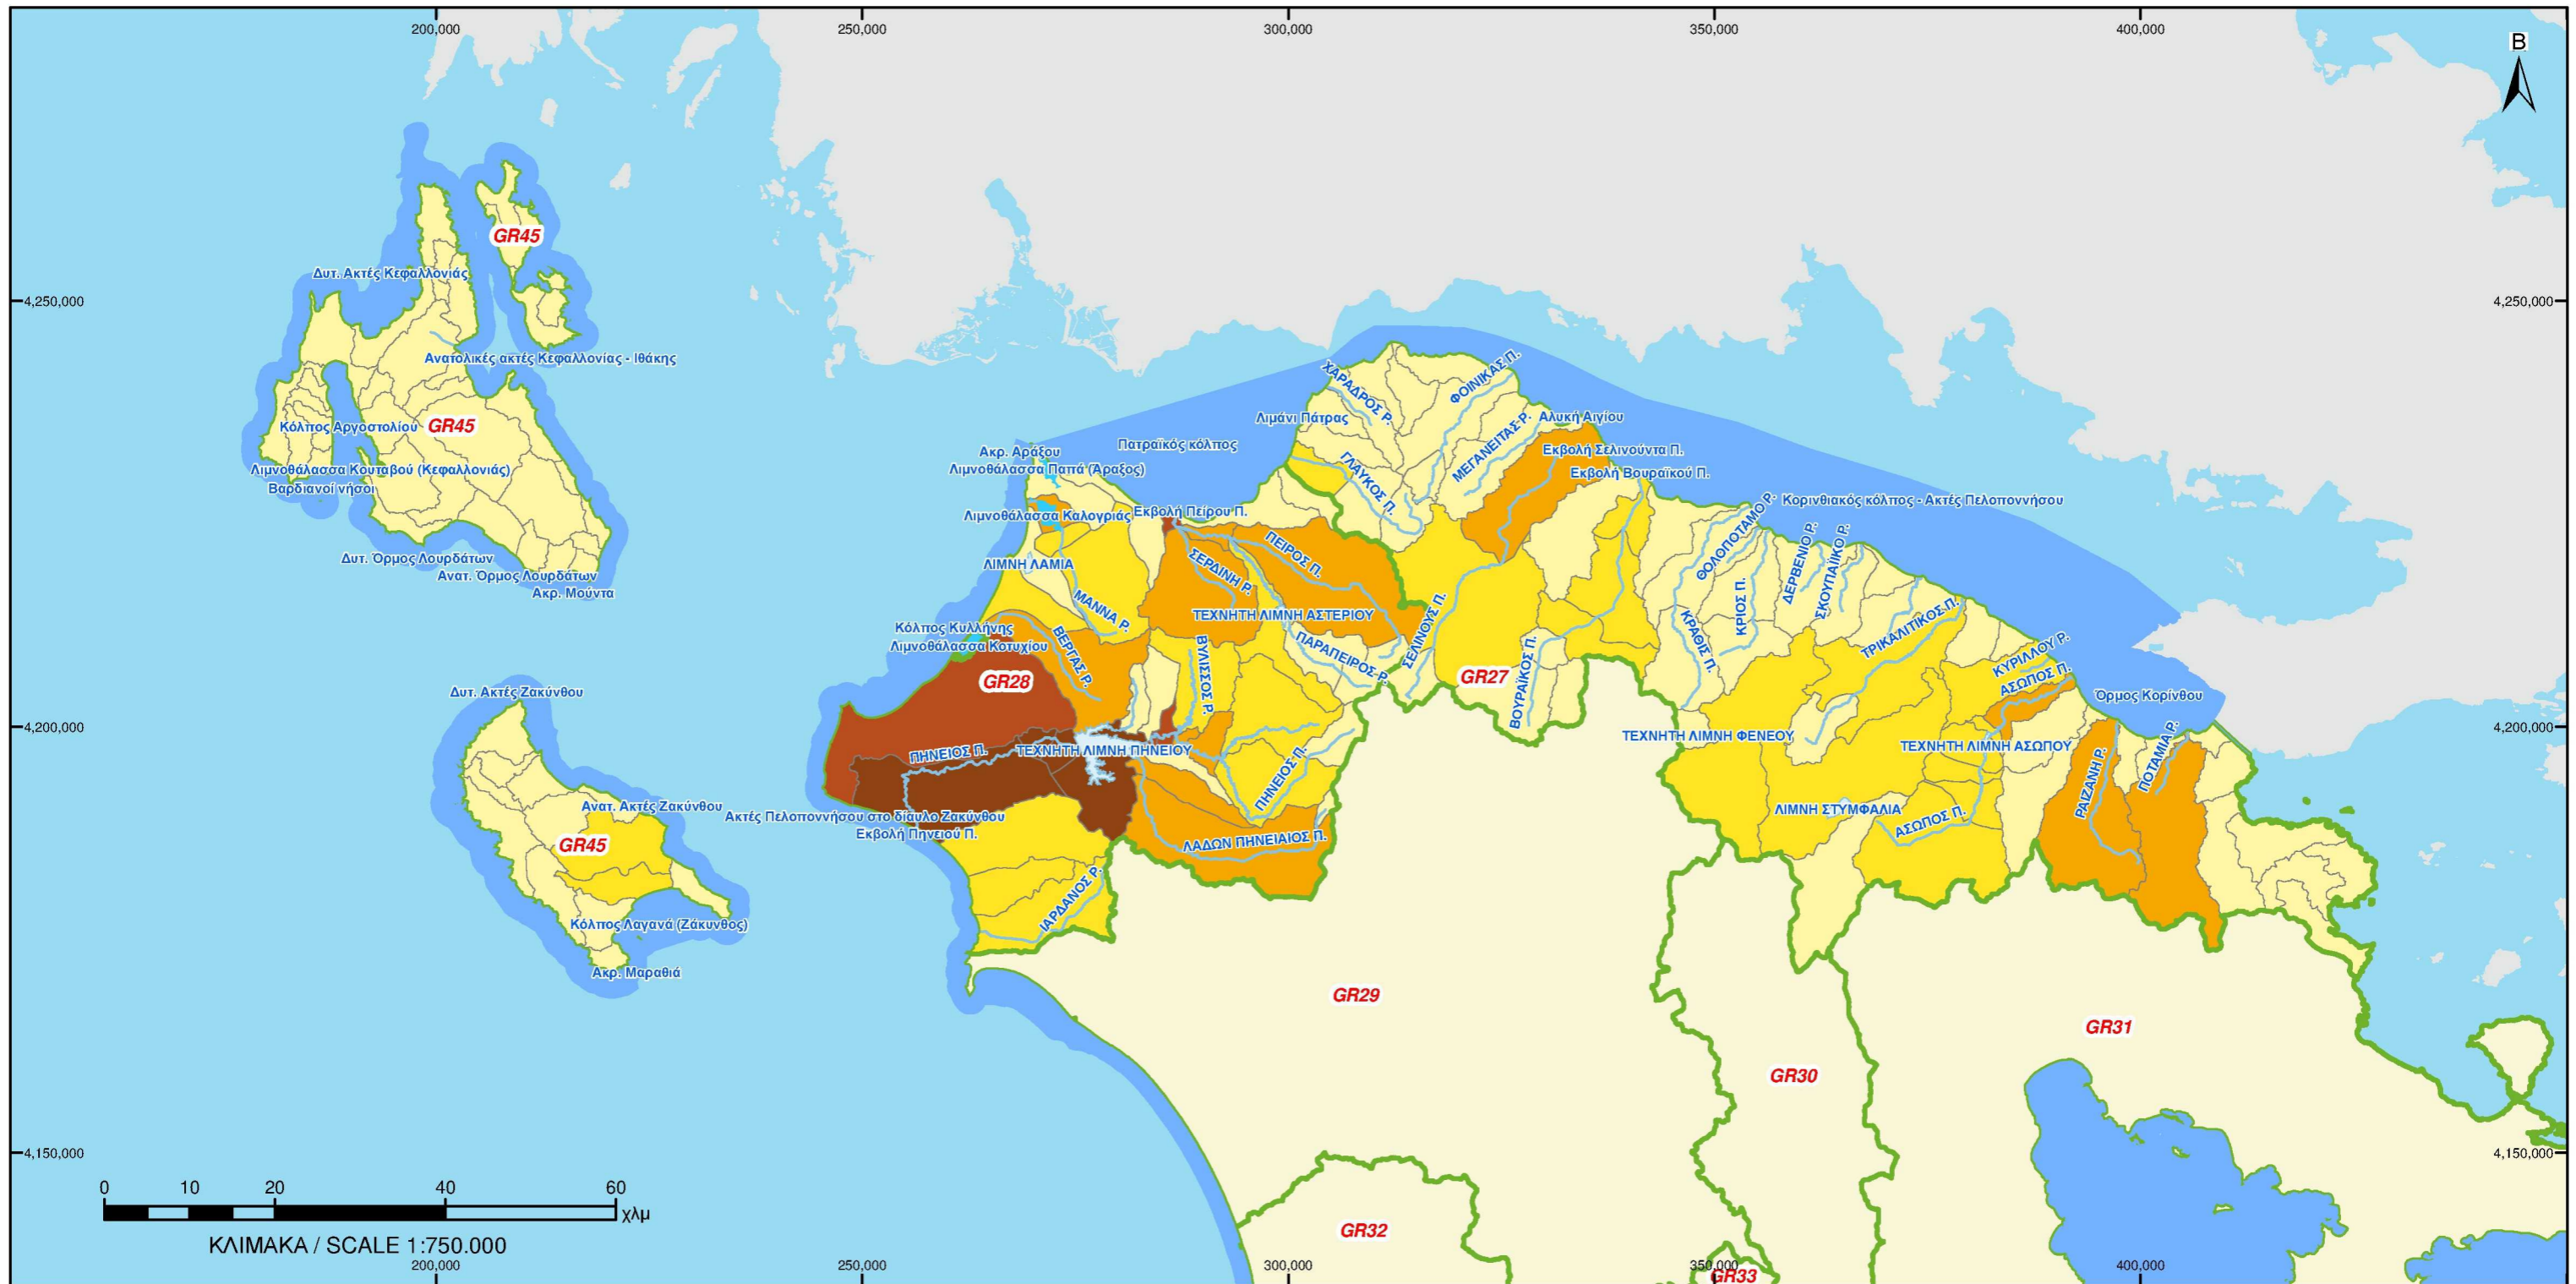 200,000
250,000
300,000
350,000
400,000
Β
GR45
Δυτ. Ακτές Κεφαλλονιάς
4,250,000
4,250,000
Ανατολικές ακτές Κεφαλλονίας - Ιθάκης
ΧΑΡΑΔΡΟΣ Ρ.
ΦΟΙΝΙΚΑΣ Π.
Κόλπος Αργοστολίου
GR45
Λιμάνι Πάτρας
Αλυκή Αιγίου
ΜΕΓΑΝΕΙΤΑΣ Ρ.
Πατραϊκός κόλπος
Ακρ. Αράξου
Εκβολή Σελινούντα Π.
Λιμνοθάλασσα Κουταβού (Κεφαλλονιάς)
Λιμνοθάλασσα Παπά (Άραξος)
ΓΛΑΥΚΟΣ Π.
Εκβολή Βουραϊκού Π.
Βαρδιανοί νήσοι
Κορινθιακός κόλπος - Ακτές Πελοποννήσου
Λιμνοθάλασσα Καλογριάς
Εκβολή Πείρου Π.
ΘΟΛΟΠΟΤΑΜΟ Ρ.
ΔΕΡΒΕΝΙΟ Ρ.
ΣΚΟΥΠΑΙΪΚΟ Ρ.
Δυτ. Όρμος Λουρδάτων
ΛΙΜΝΗ ΛΑΜΙΑ
ΣΕΡΔΙΝΗ Ρ.
ΠΕΙΡΟΣ Π.
Ανατ. Όρμος Λουρδάτων
Ακρ. Μούντα
ΜΑΝΝΑ Ρ.
ΤΕΧΝΗΤΗ ΛΙΜΝΗ ΑΣΤΕΡΙΟΥ
ΚΡΙΟΣ Π.
Κόλπος Κυλλήνης
Λιμνοθάλασσα Κοτυχίου
ΒΕΡΓΑΣ Ρ.
ΒΥΛΙΣΣΟΣ Ρ.
ΠΑΡΑΠΕΙΡΟΣ Ρ.
ΣΕΛΙΝΟΥΣ Π.
ΚΡΑΘΙΣ Π.
ΤΡΙΚΑΛΙΤΙΚΟΣ Π.
ΚΥΡΙΛΛΟΥ Ρ.
ΑΣΩΠΟΣ Π.
GR28
GR27
ΒΟΥΡΑΪΚΟΣ Π.
Δυτ. Ακτές Ζακύνθου
Όρμος Κορίνθου
4,200,000
4,200,000
ΤΕΧΝΗΤΗ ΛΙΜΝΗ ΦΕΝΕΟΥ
ΤΕΧΝΗΤΗ ΛΙΜΝΗ ΑΣΩΠΟΥ
ΠΗΝΕΙΟΣ Π.
ΤΕΧΝΗΤΗ ΛΙΜΝΗ ΠΗΝΕΙΟΥ
ΠΗΝΕΙΟΣ Π.
ΡΑΙΖΑΝΗ Ρ.
ΠΟΤΑΜΙΑ Ρ.
Ανατ. Ακτές Ζακύνθου
Ακτές Πελοποννήσου στο δίαυλο Ζακύνθου
ΛΙΜΝΗ ΣΤΥΜΦΑΛΙΑ
ΑΣΩΠΟΣ Π.
Εκβολή Πηνειού Π.
GR45
ΛΑΔΩΝ ΠΗΝΕΙΑΙΟΣ Π.
ΙΑΡΔΑΝΟΣ Ρ.
Κόλπος Λαγανά (Ζάκυνθος)
Ακρ. Μαραθιά
GR29
GR31
GR30
4,150,000
4,150,000
0 10 20 40 60
χλμ
GR32
ΚΛΙΜΑΚΑ / SCALE 1:750.000
200,000
250,000
300,000
350,000
400,000
GR33